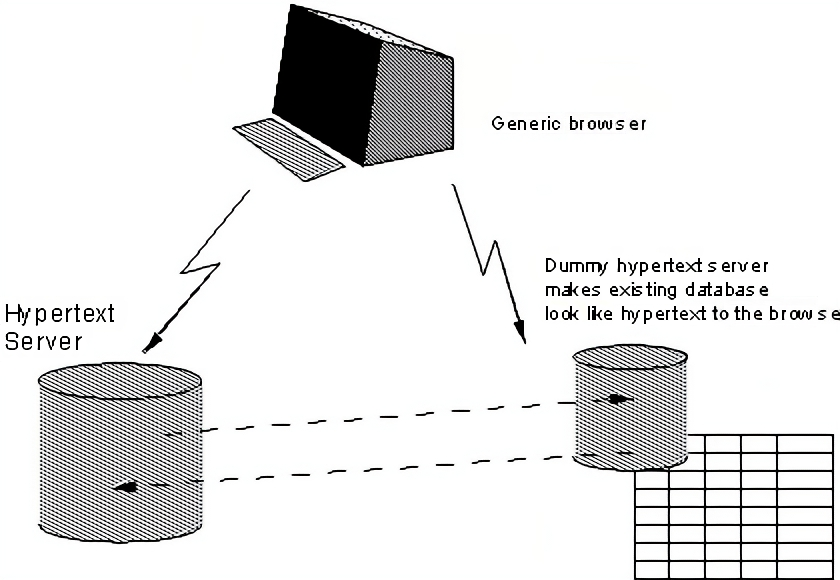 Generic browser
Dummy hypertext server
makes existing database
look like hypertext to the browse
Hypertext
Server